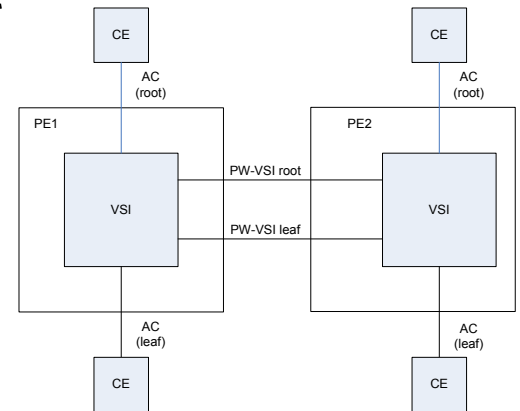 CE
CE
AC
(root)
AC
(root)
PE1
PE2
PW-VSI root
VSI
VSI
PW-VSI leaf
AC
(leaf)
AC
(leaf)
CE
CE